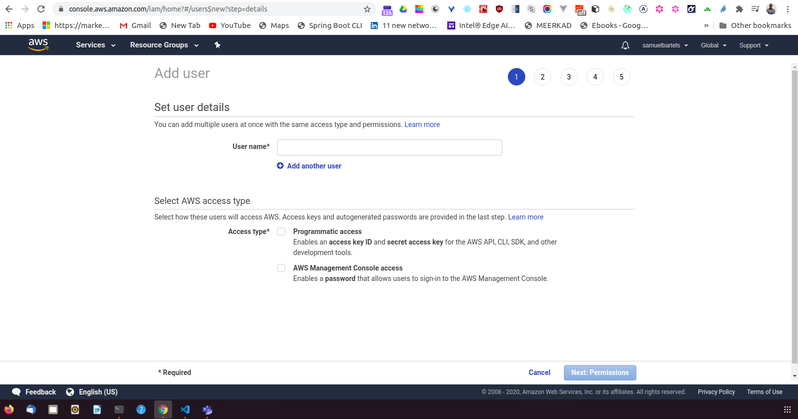 console.aws.amazon.com/iam/home?#/users$new?step=details
Apps https://marke... Gmail New Tab YouTube Maps Spring Boot CLI 11 new netwo... Intel® Edge AI... MEERKAD Ebooks - Goog... » Other bookmarks
aws Services Resource Groups samuelbartels Global Support
Add user
1 2 3 4 5
Set user details
You can add multiple users at once with the same access type and permissions. Learn more
User name*
Add another user
Select AWS access type
Select how these users will access AWS. Access keys and autogenerated passwords are provided in the last step. Learn more
Access type* Programmatic access
Enables an access key ID and secret access key for the AWS API, CLI, SDK, and other
development tools.
AWS Management Console access
Enables a password that allows users to sign-in to the AWS Management Console.
* Required Cancel Next: Permissions
Feedback English (US) © 2008 - 2020, Amazon Web Services, Inc. or its affiliates. All rights reserved. Privacy Policy Terms of Use